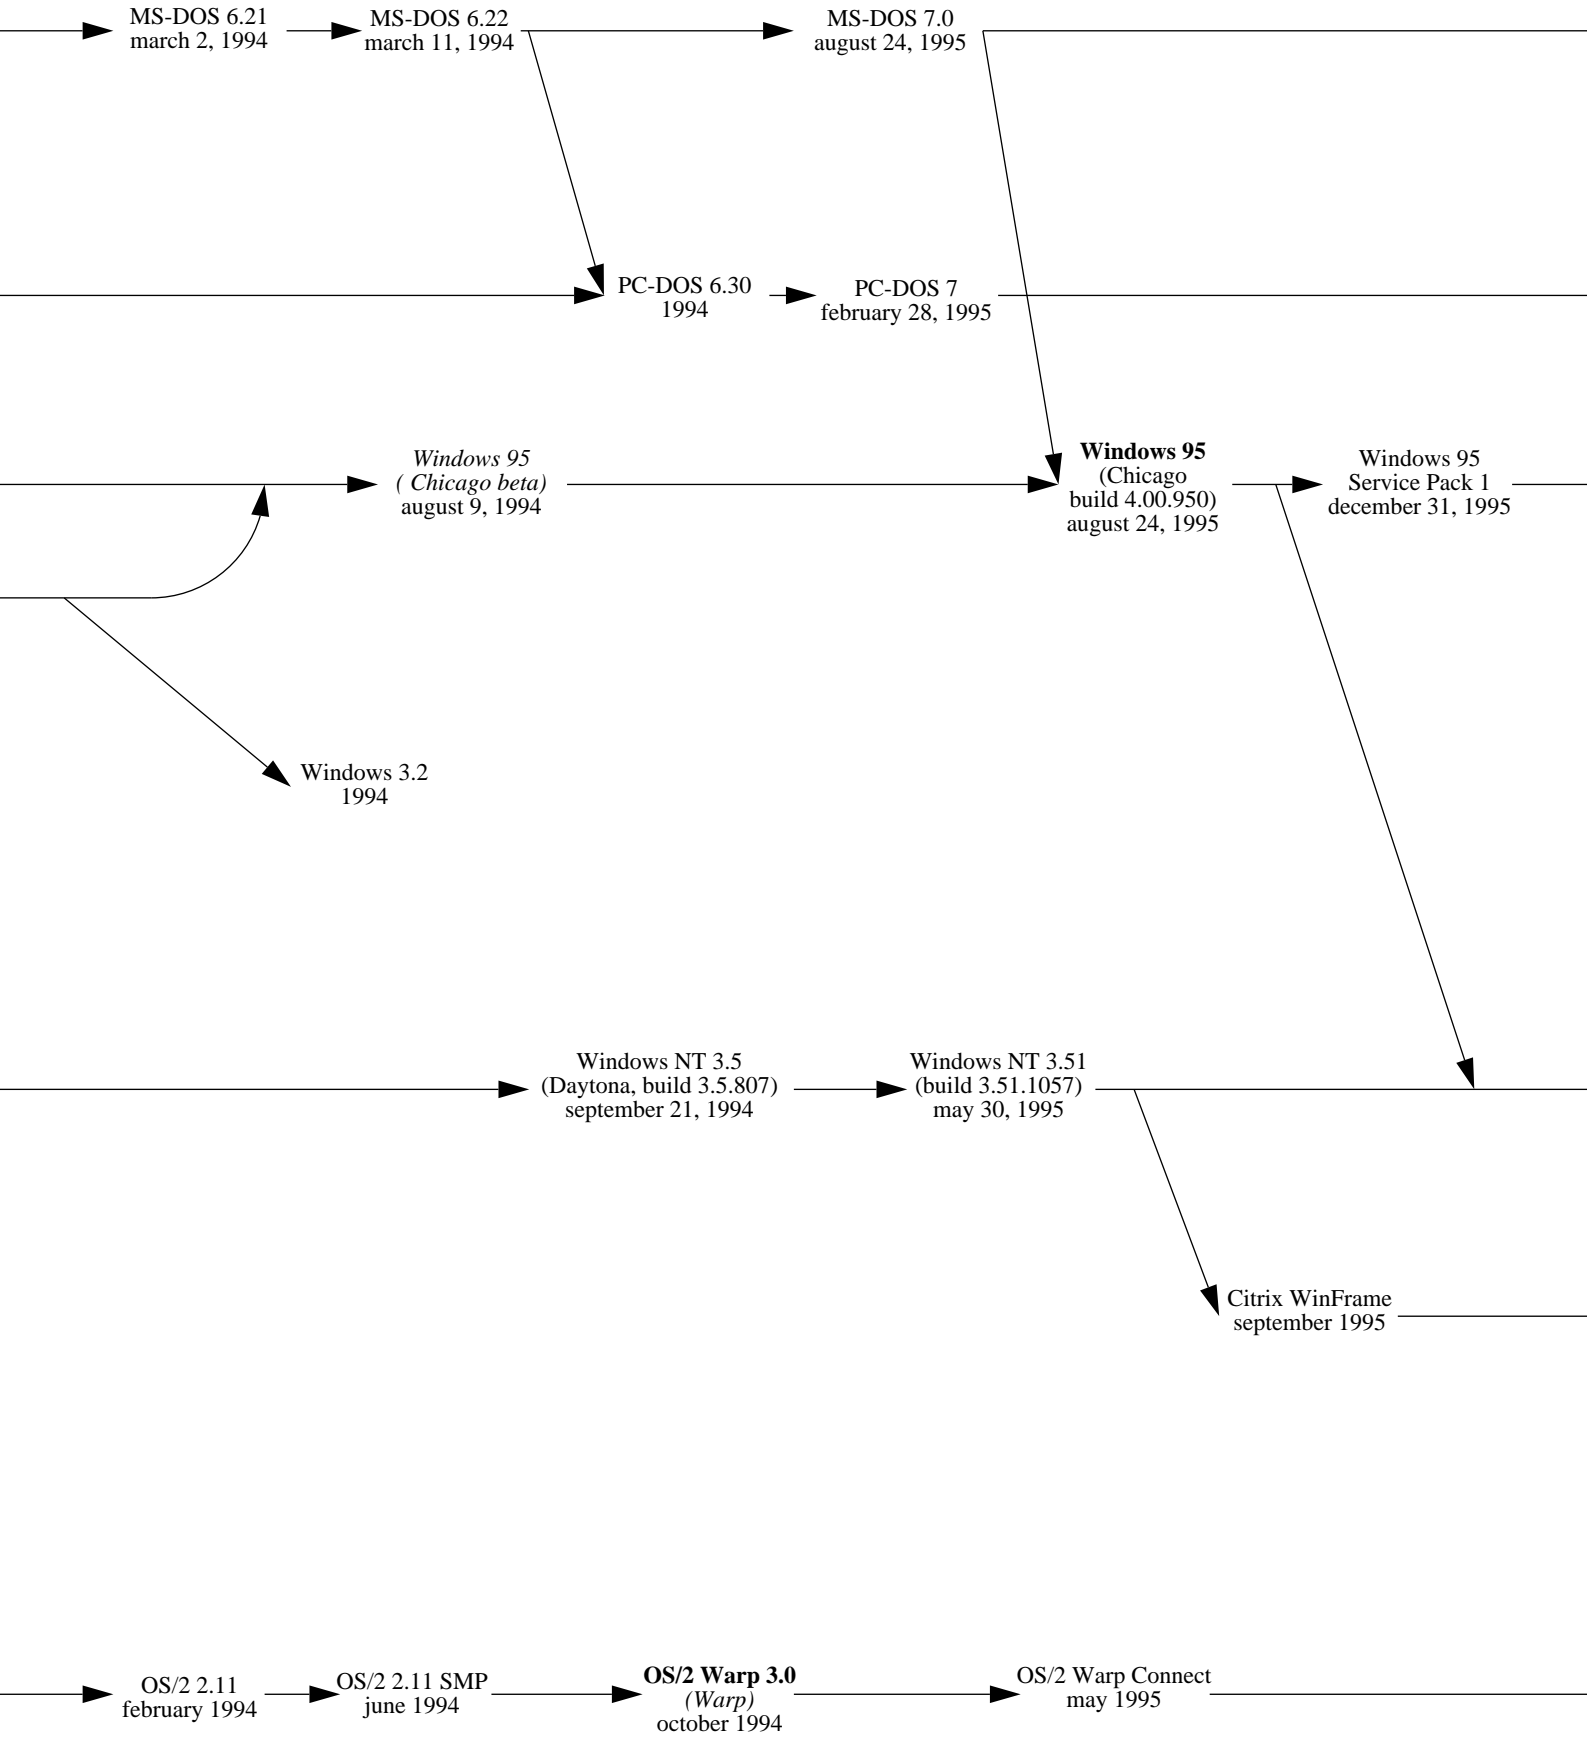 MS-DOS 6.21
march 2, 1994
MS-DOS 6.22
march 11, 1994
MS-DOS 7.0
august 24, 1995
PC-DOS 6.30
1994
PC-DOS 7
february 28, 1995
Windows 95
( Chicago beta)
august 9, 1994
Windows 95
(Chicago
build 4.00.950)
august 24, 1995
Windows 95
Service Pack 1
december 31, 1995
Windows 3.2
1994
Windows NT 3.5
(Daytona, build 3.5.807)
september 21, 1994
Windows NT 3.51
(build 3.51.1057)
may 30, 1995
Citrix WinFrame
september 1995
OS/2 2.11
february 1994
OS/2 2.11 SMP
june 1994
OS/2 Warp 3.0
(Warp)
october 1994
OS/2 Warp Connect
may 1995